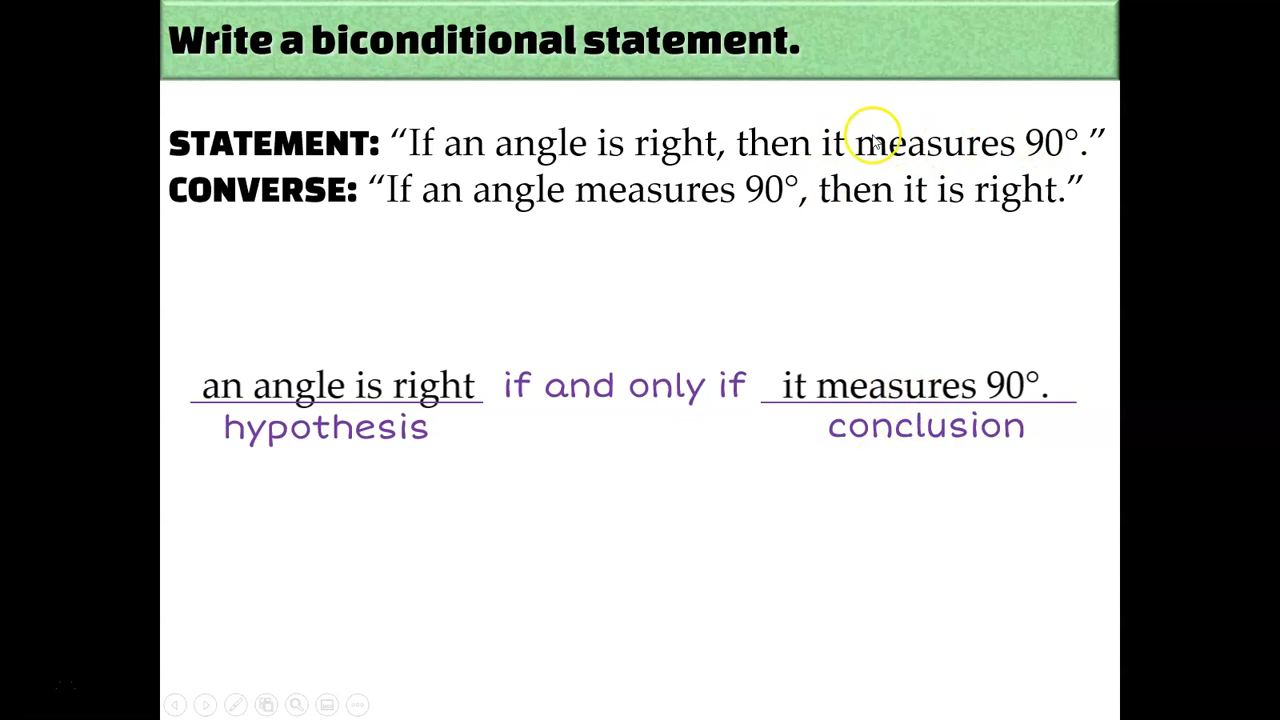 Write a biconditional statement.
STATEMENT: “If an angle is right, then it measures 90°.”
CONVERSE: “If an angle measures 90°, then it is right.”
an angle is right if and only if it measures 90°.
hypothesis conclusion